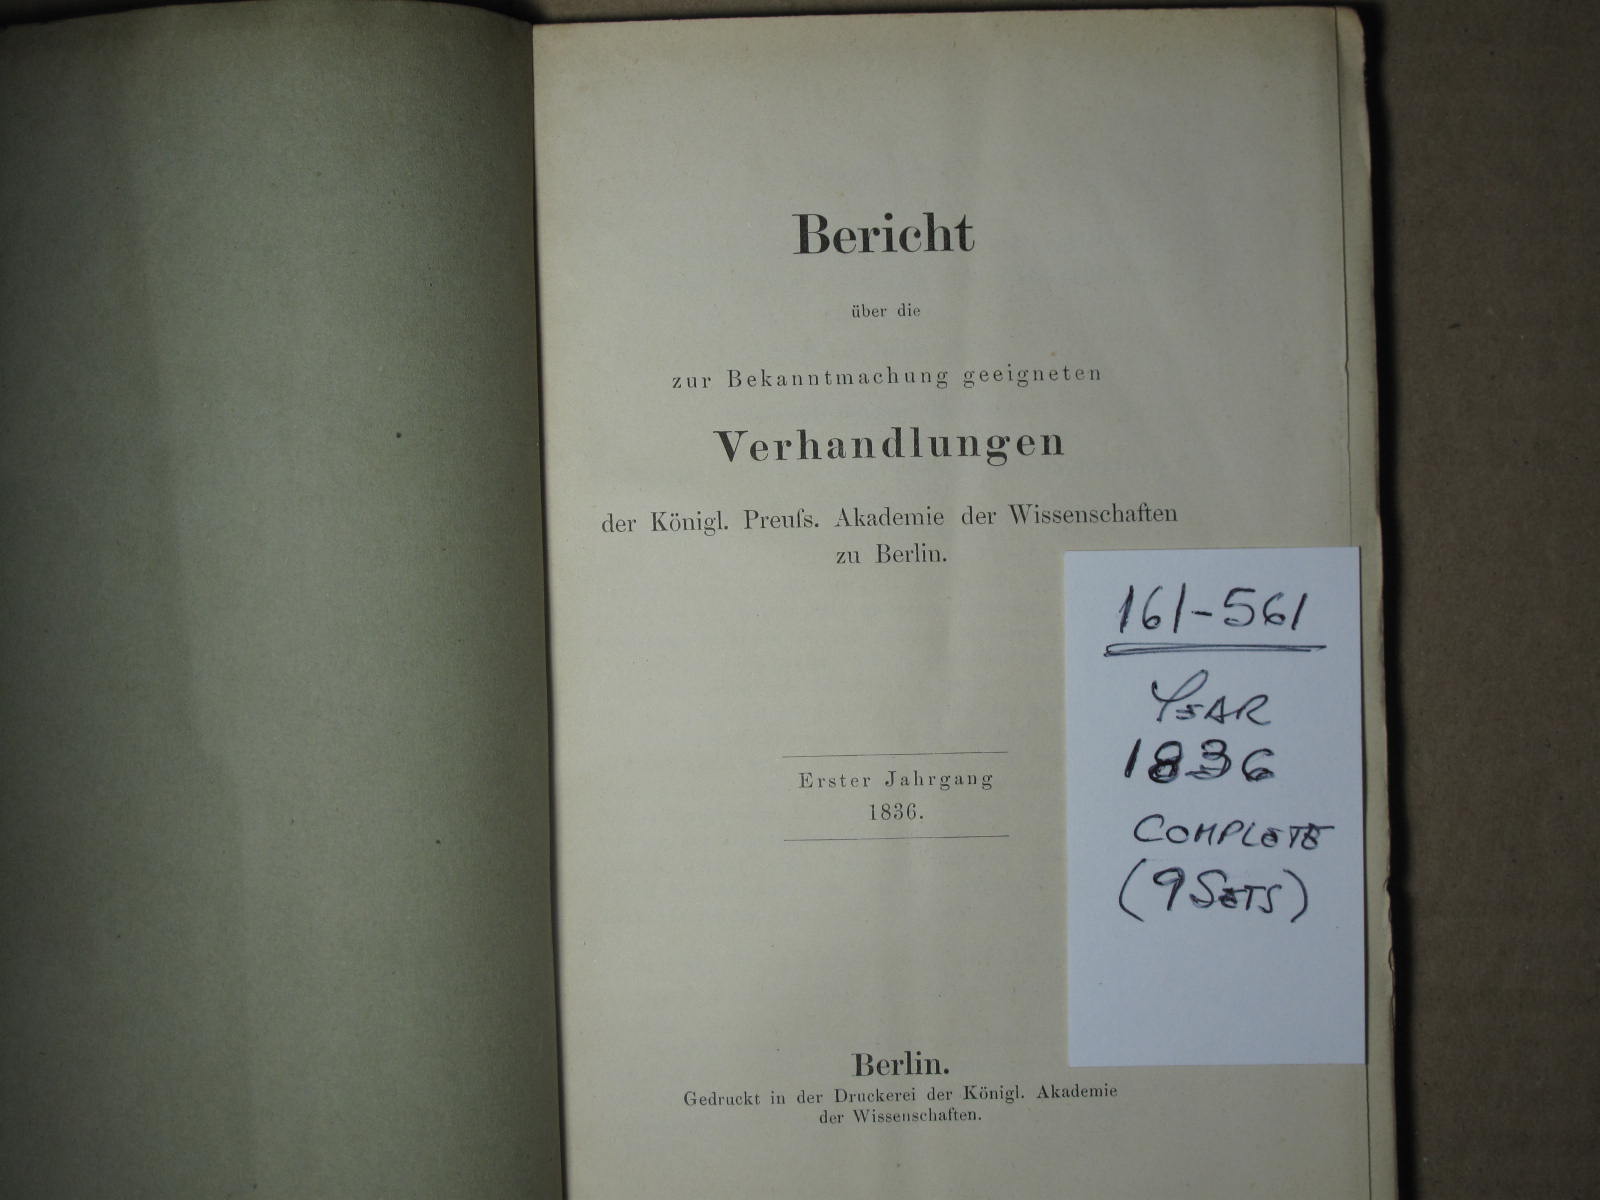 Bericht
über die
zur Bekanntmachung geeigneten
Verhandlungen
der Königl. Preuſs. Akademie der Wissenschaften
zu Berlin.
Erster Jahrgang
1836.
Berlin.
Gedruckt in der Druckerei der Königl. Akademie
der Wissenschaften.
161-561
YEAR
1836
COMPLETE
(9 SETS)